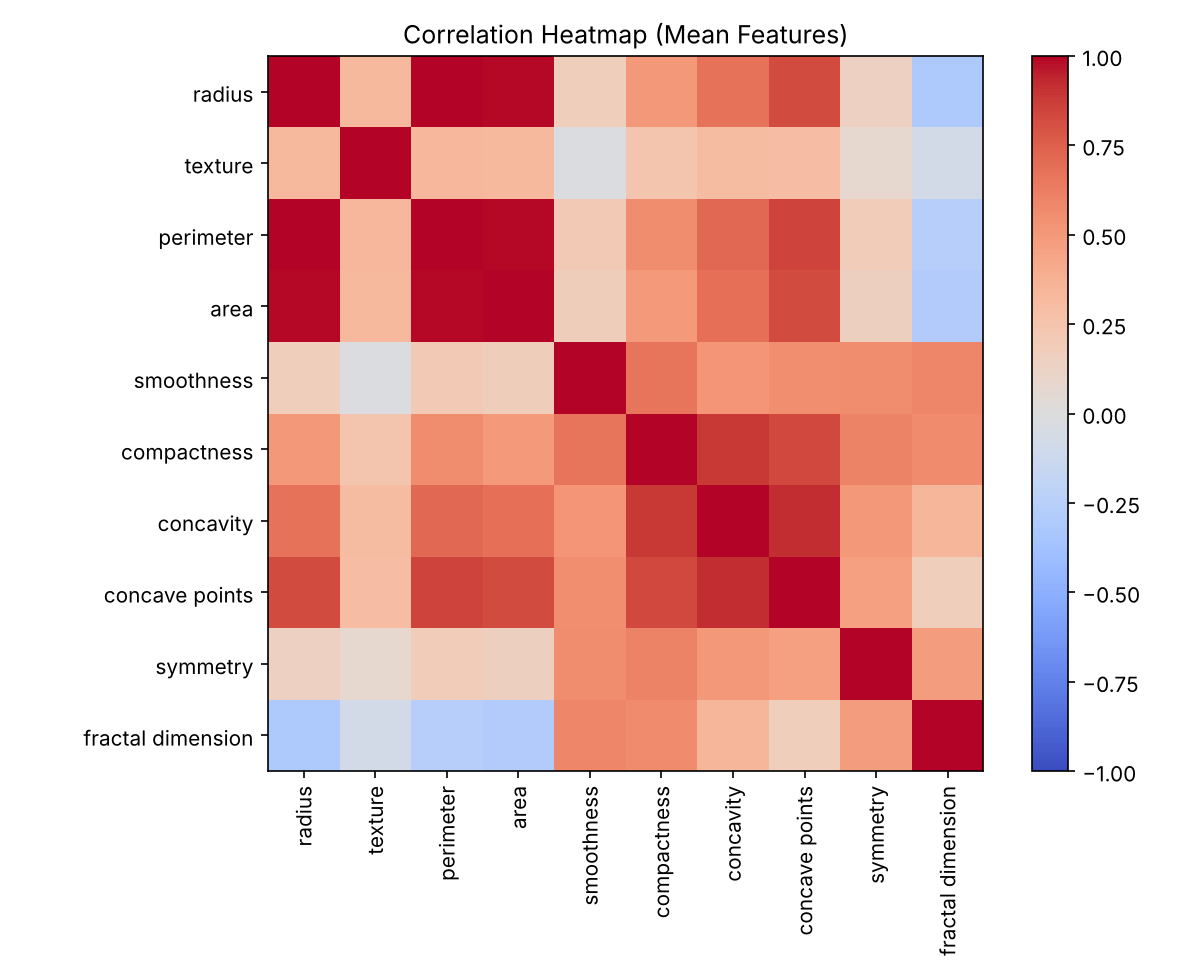 Correlation Heatmap (Mean Features)
radius
texture
perimeter
area
smoothness
compactness
concavity
concave points
symmetry
fractal dimension
radius
texture
perimeter
area
smoothness
compactness
concavity
concave points
symmetry
fractal dimension
1.00
0.75
0.50
0.25
0.00
−0.25
−0.50
−0.75
−1.00